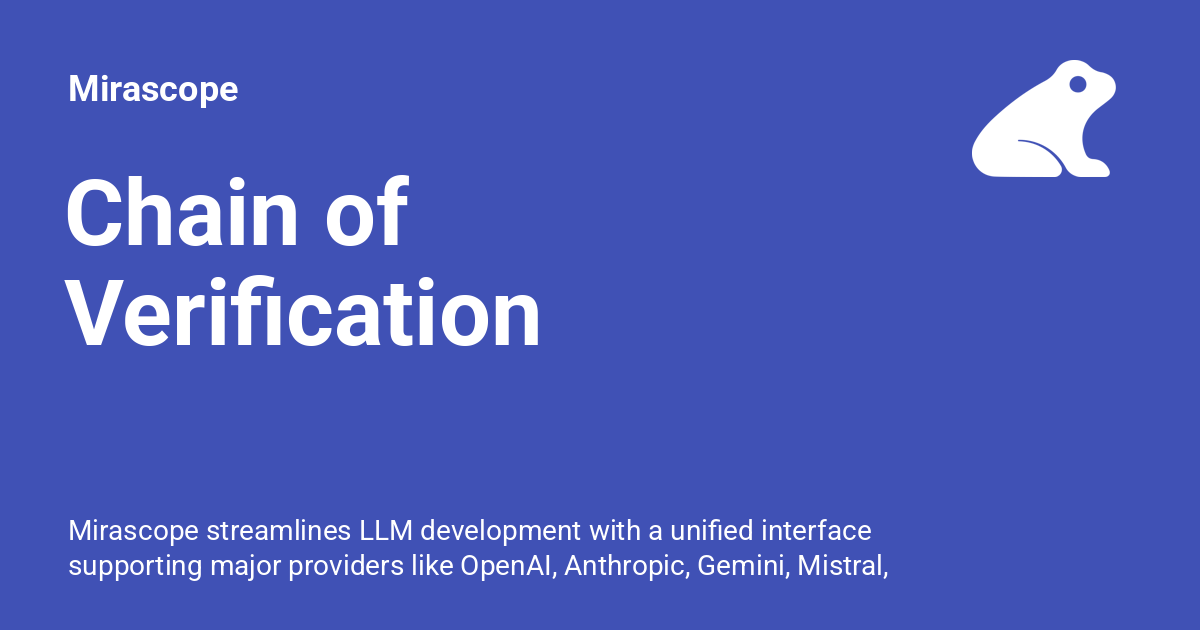 Mirascope
Chain of
Verification
Mirascope streamlines LLM development with a unified interface
supporting major providers like OpenAI, Anthropic, Gemini, Mistral,